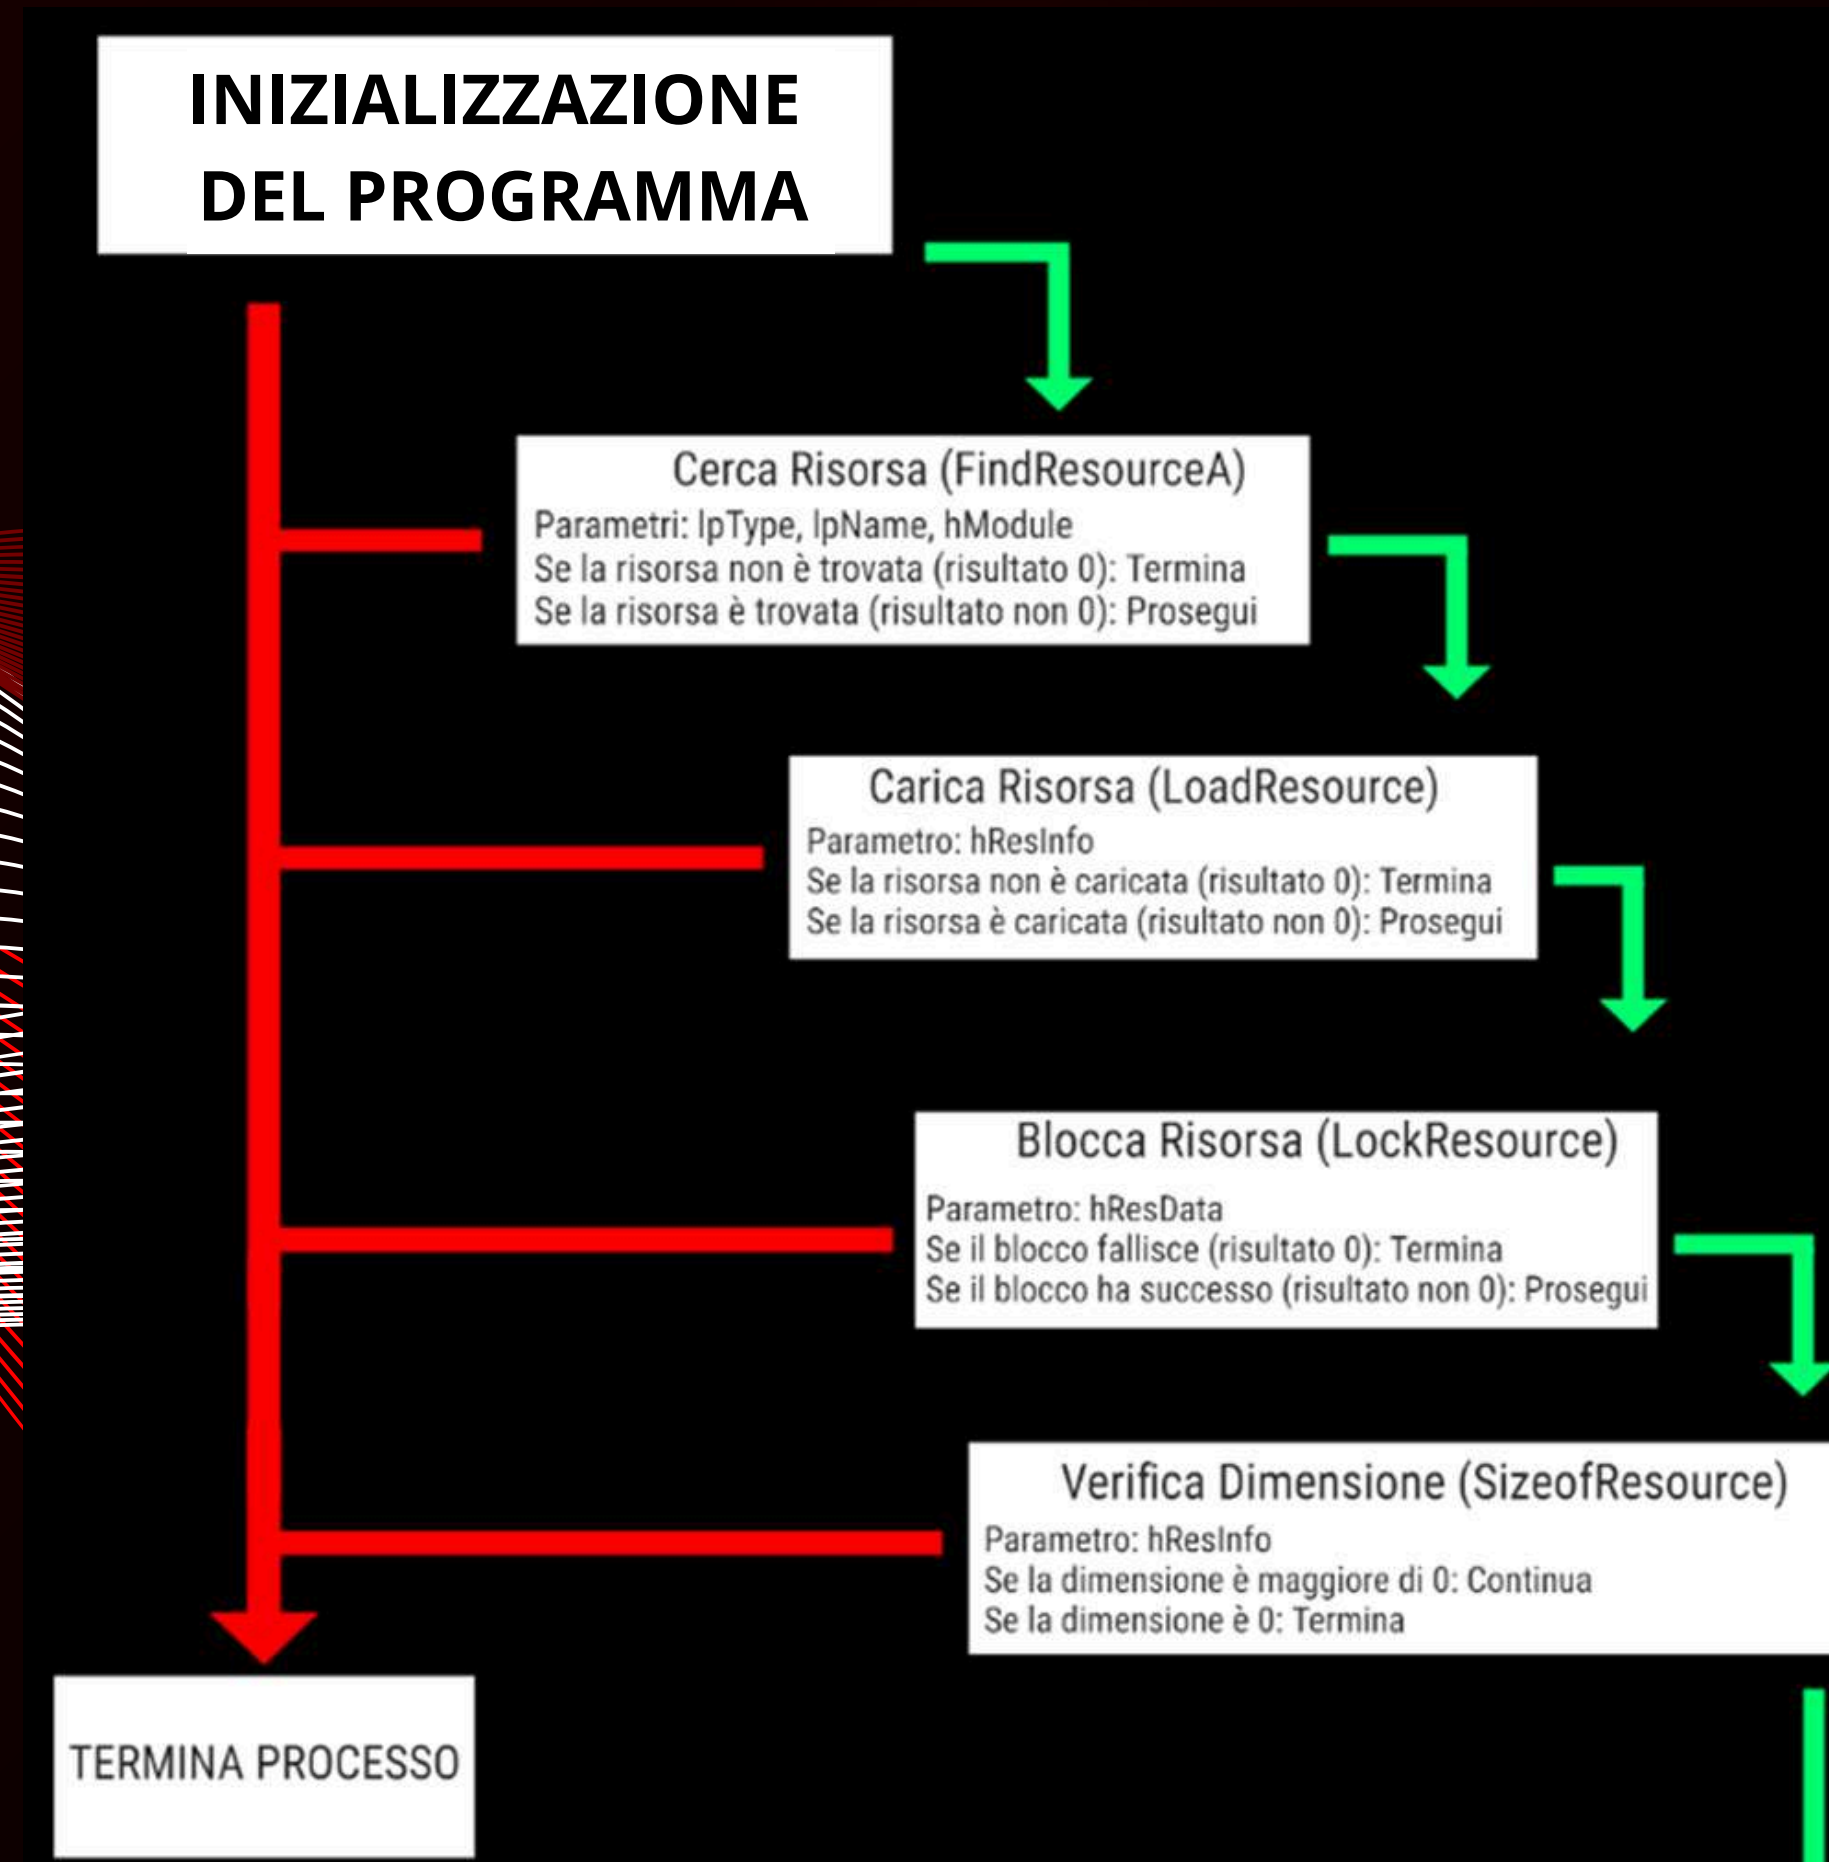 INIZIALIZZAZIONE
DEL PROGRAMMA
Cerca Risorsa (FindResourceA)
Parametri: lpType, lpName, hModule
Se la risorsa non è trovata (risultato 0): Termina
Se la risorsa è trovata (risultato non 0): Prosegui
Carica Risorsa (LoadResource)
Parametro: hResInfo
Se la risorsa non è caricata (risultato 0): Termina
Se la risorsa è caricata (risultato non 0): Prosegui
Blocca Risorsa (LockResource)
Parametro: hResData
Se il blocco fallisce (risultato 0): Termina
Se il blocco ha successo (risultato non 0): Prosegui
Verifica Dimensione (SizeofResource)
Parametro: hResInfo
Se la dimensione è maggiore di 0: Continua
Se la dimensione è 0: Termina
TERMINA PROCESSO